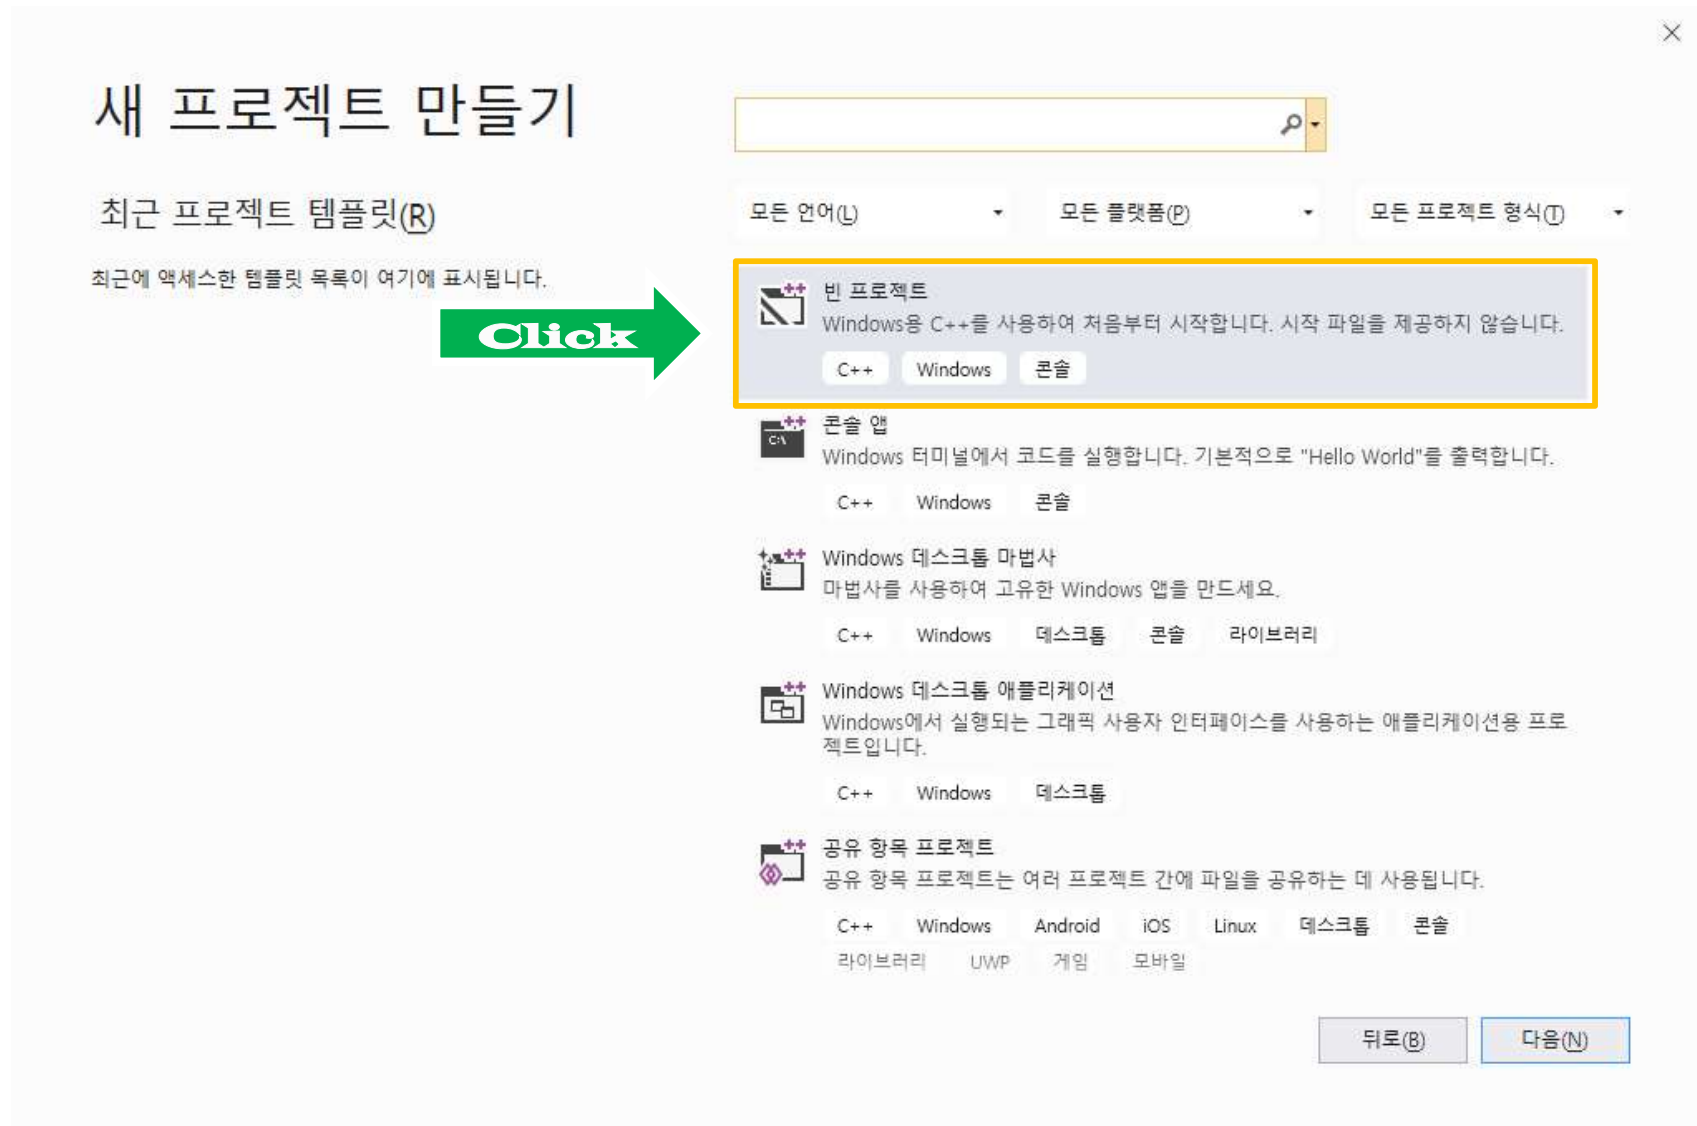 새 프로젝트 만들기
최근 프로젝트 템플릿(R)
최근에 액세스한 템플릿 목록이 여기에 표시됩니다.
Click
모든 언어(L) 모든 플랫폼(P) 모든 프로젝트 형식(T)
빈 프로젝트
Windows용 C++를 사용하여 처음부터 시작합니다. 시작 파일을 제공하지 않습니다.
C++ Windows 콘솔
콘솔 앱
C:\
Windows 터미널에서 코드를 실행합니다. 기본적으로 "Hello World"를 출력합니다.
C++ Windows 콘솔
Windows 데스크톱 마법사
마법사를 사용하여 고유한 Windows 앱을 만드세요.
C++ Windows 데스크톱 콘솔 라이브러리
Windows 데스크톱 애플리케이션
Windows에서 실행되는 그래픽 사용자 인터페이스를 사용하는 애플리케이션용 프로
젝트입니다.
C++ Windows 데스크톱
공유 항목 프로젝트
공유 항목 프로젝트는 여러 프로젝트 간에 파일을 공유하는 데 사용됩니다.
C++ Windows Android iOS Linux 데스크톱 콘솔
라이브러리 UWP 게임 모바일
뒤로(B) 다음(N)